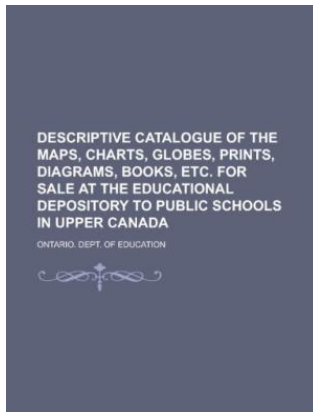 DESCRIPTIVE CATALOGUE OF THE
MAPS, CHARTS, GLOBES, PRINTS,
DIAGRAMS, BOOKS, ETC. FOR
SALE AT THE EDUCATIONAL
DEPOSITORY TO PUBLIC SCHOOLS
IN UPPER CANADA
ONTARIO. DEPT. OF EDUCATION